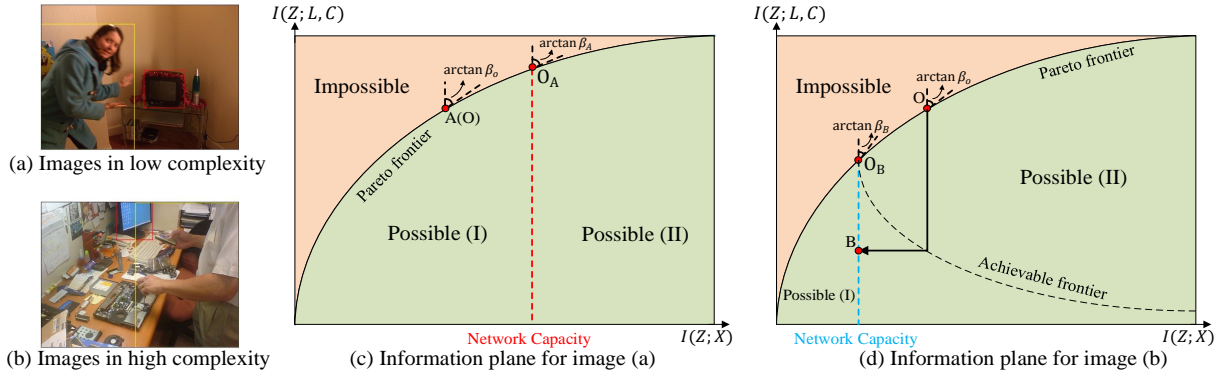 (a) Images in low complexity
(b) Images in high complexity
I(Z; L, C)
Impossible
arctan β_o
A(O)
arctan β_A
O_A
Pareto frontier
Possible (I)
Possible (II)
Network Capacity
I(Z; X)
(c) Information plane for image (a)
I(Z; L, C)
Impossible
Pareto frontier
arctan β_o
O
arctan β_B
O_B
Possible (II)
B
Achievable frontier
Possible (I)
Network Capacity
I(Z; X)
(d) Information plane for image (b)